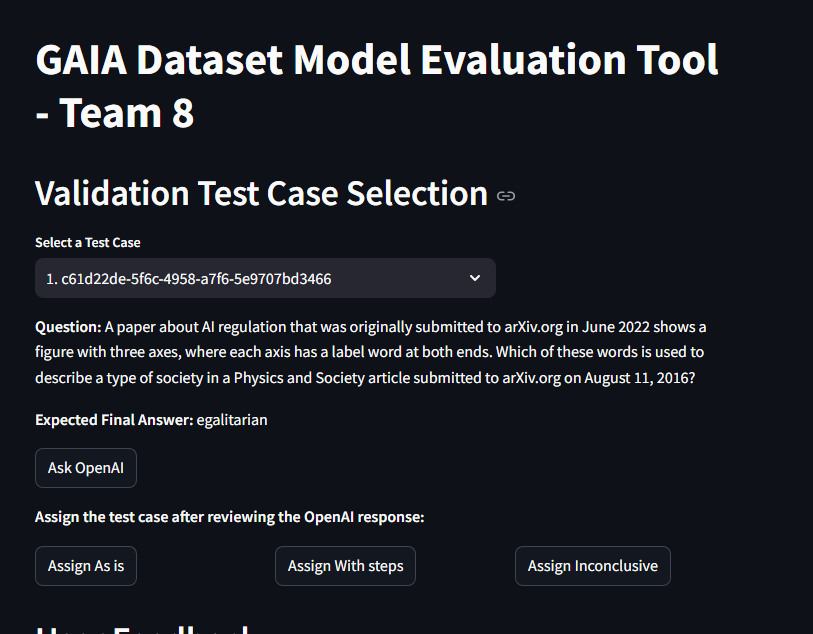 GAIA Dataset Model Evaluation Tool
- Team 8
Validation Test Case Selection
Select a Test Case
1. c61d22de-5f6c-4958-a7f6-5e9707bd3466
Question: A paper about AI regulation that was originally submitted to arXiv.org in June 2022 shows a
figure with three axes, where each axis has a label word at both ends. Which of these words is used to
describe a type of society in a Physics and Society article submitted to arXiv.org on August 11, 2016?
Expected Final Answer: egalitarian
Ask OpenAI
Assign the test case after reviewing the OpenAI response:
Assign As is
Assign With steps
Assign Inconclusive